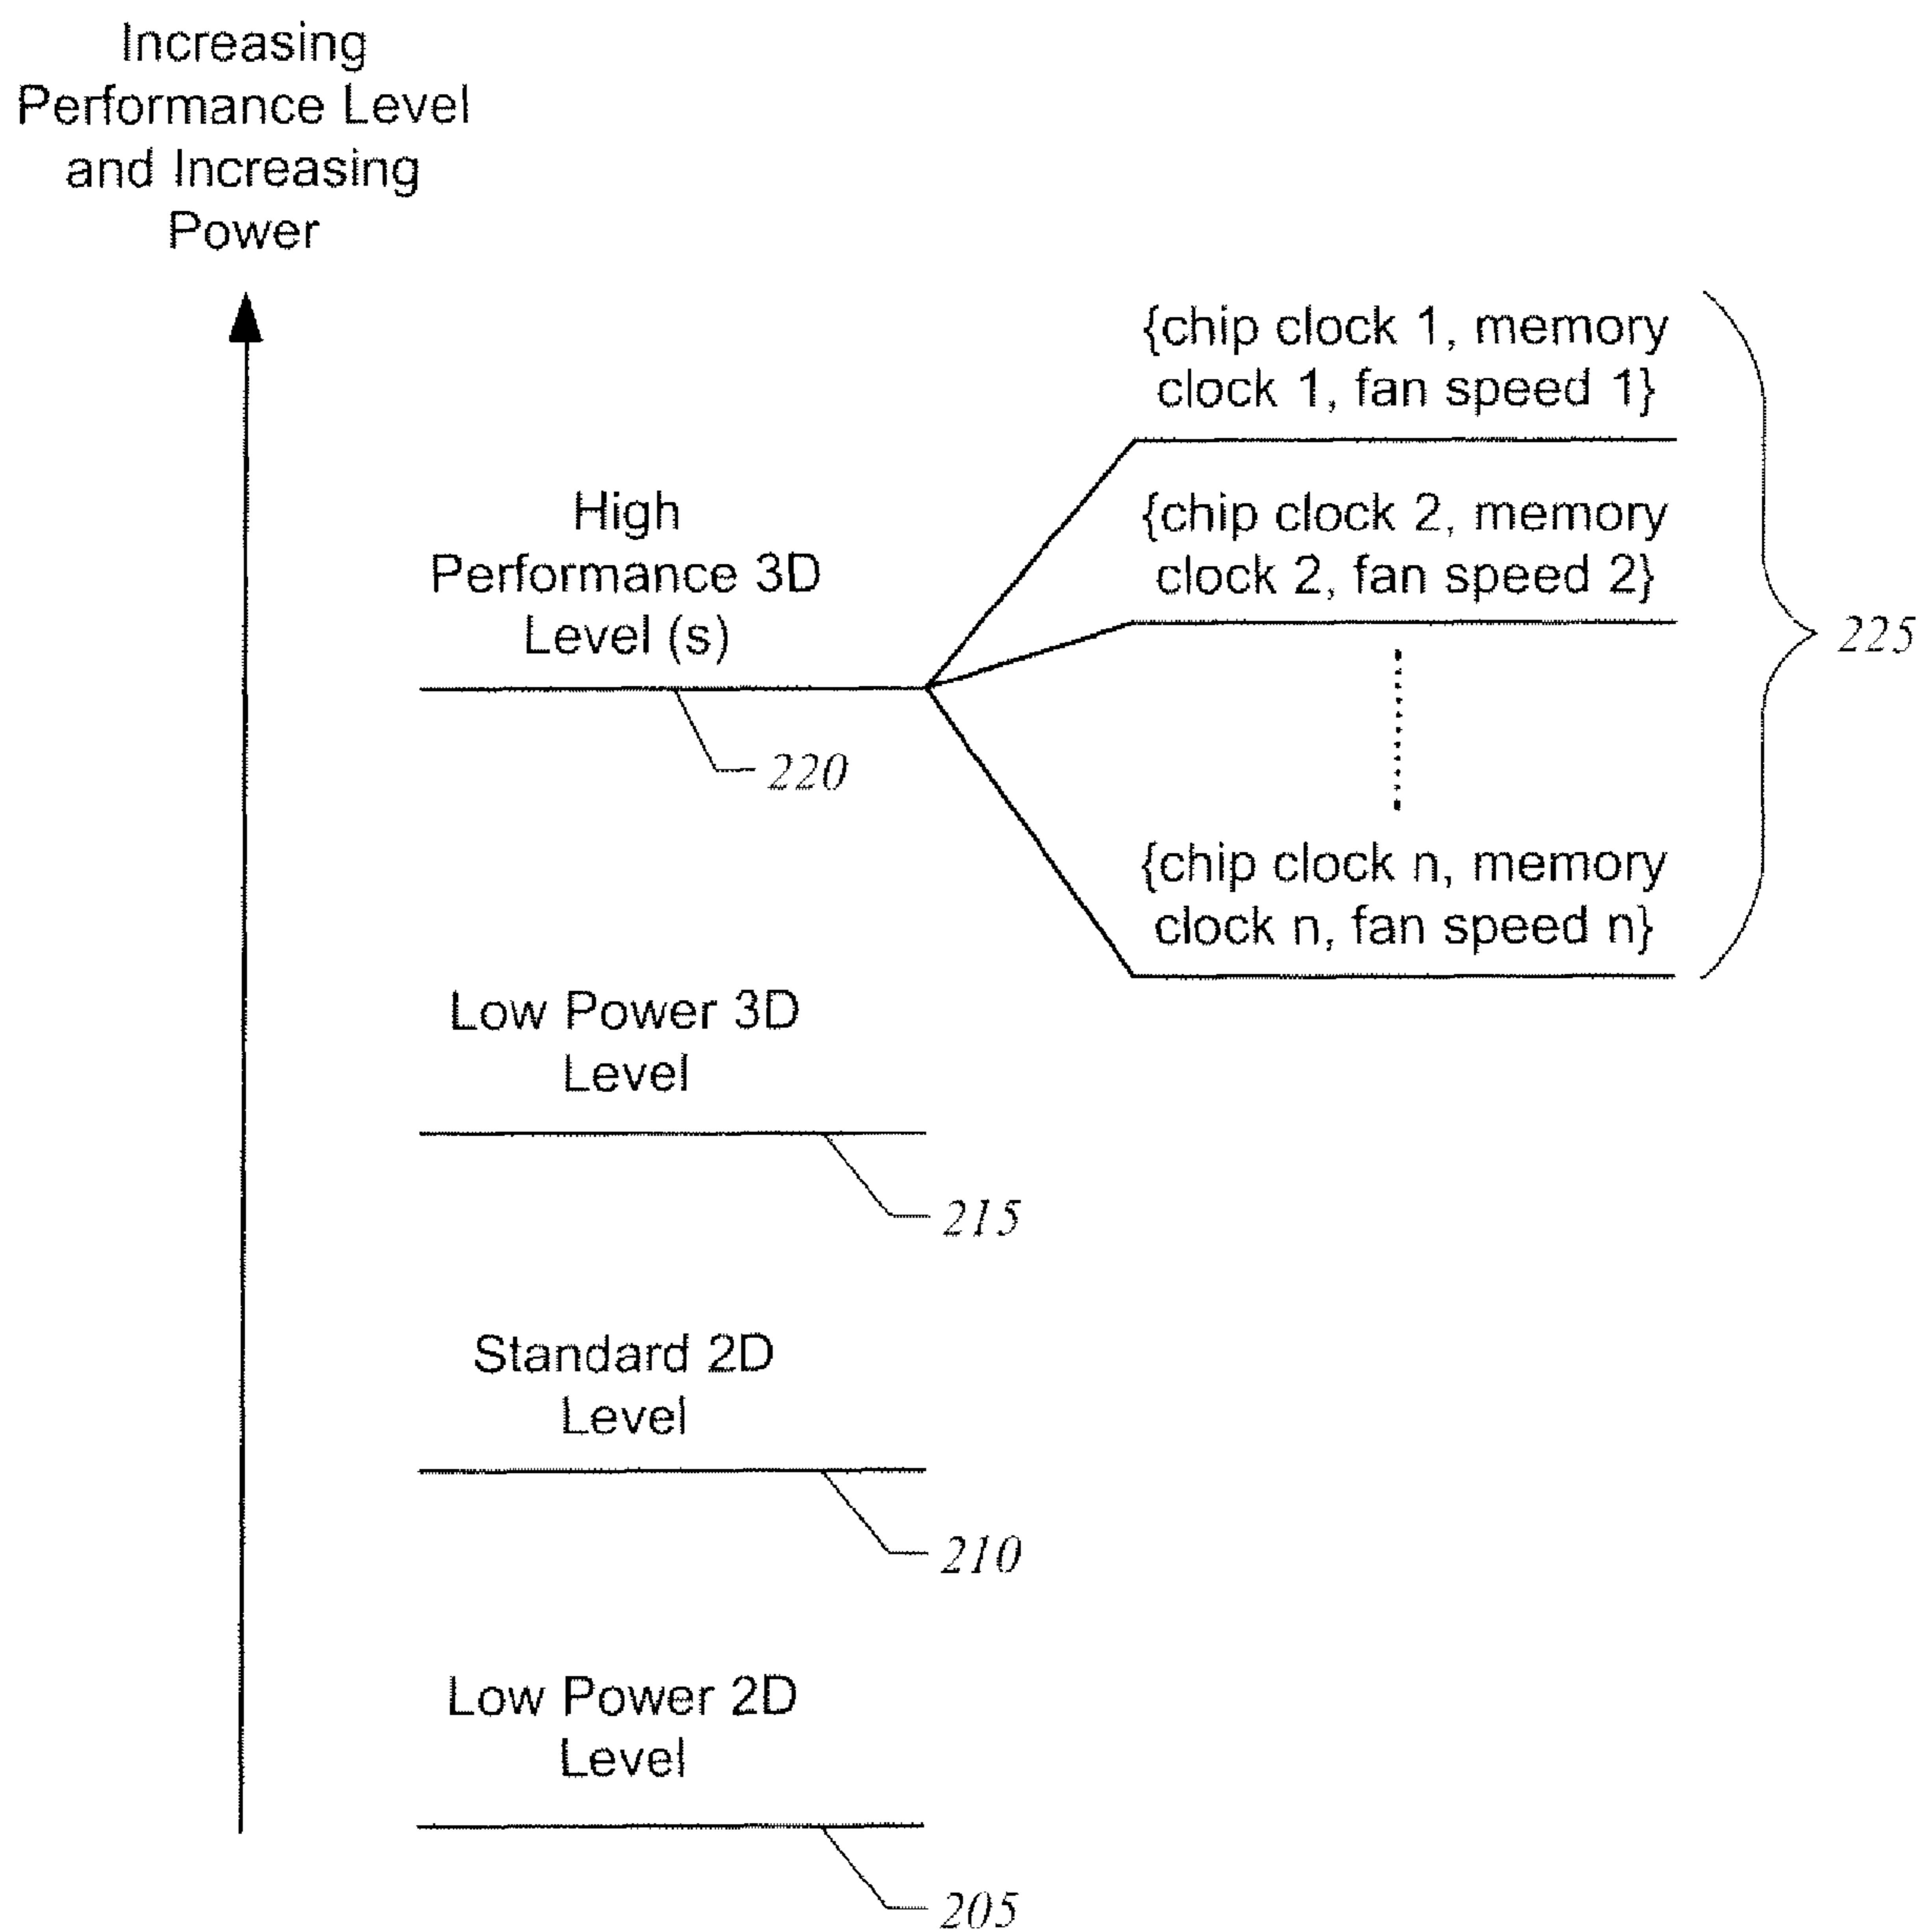 Increasing
Performance Level
and Increasing
Power
{chip clock 1, memory
clock 1, fan speed 1}
High
Performance 3D
Level (s)
{chip clock 2, memory
clock 2, fan speed 2}
225
220
{chip clock n, memory
clock n, fan speed n}
Low Power 3D
Level
215
Standard 2D
Level
210
Low Power 2D
Level
205